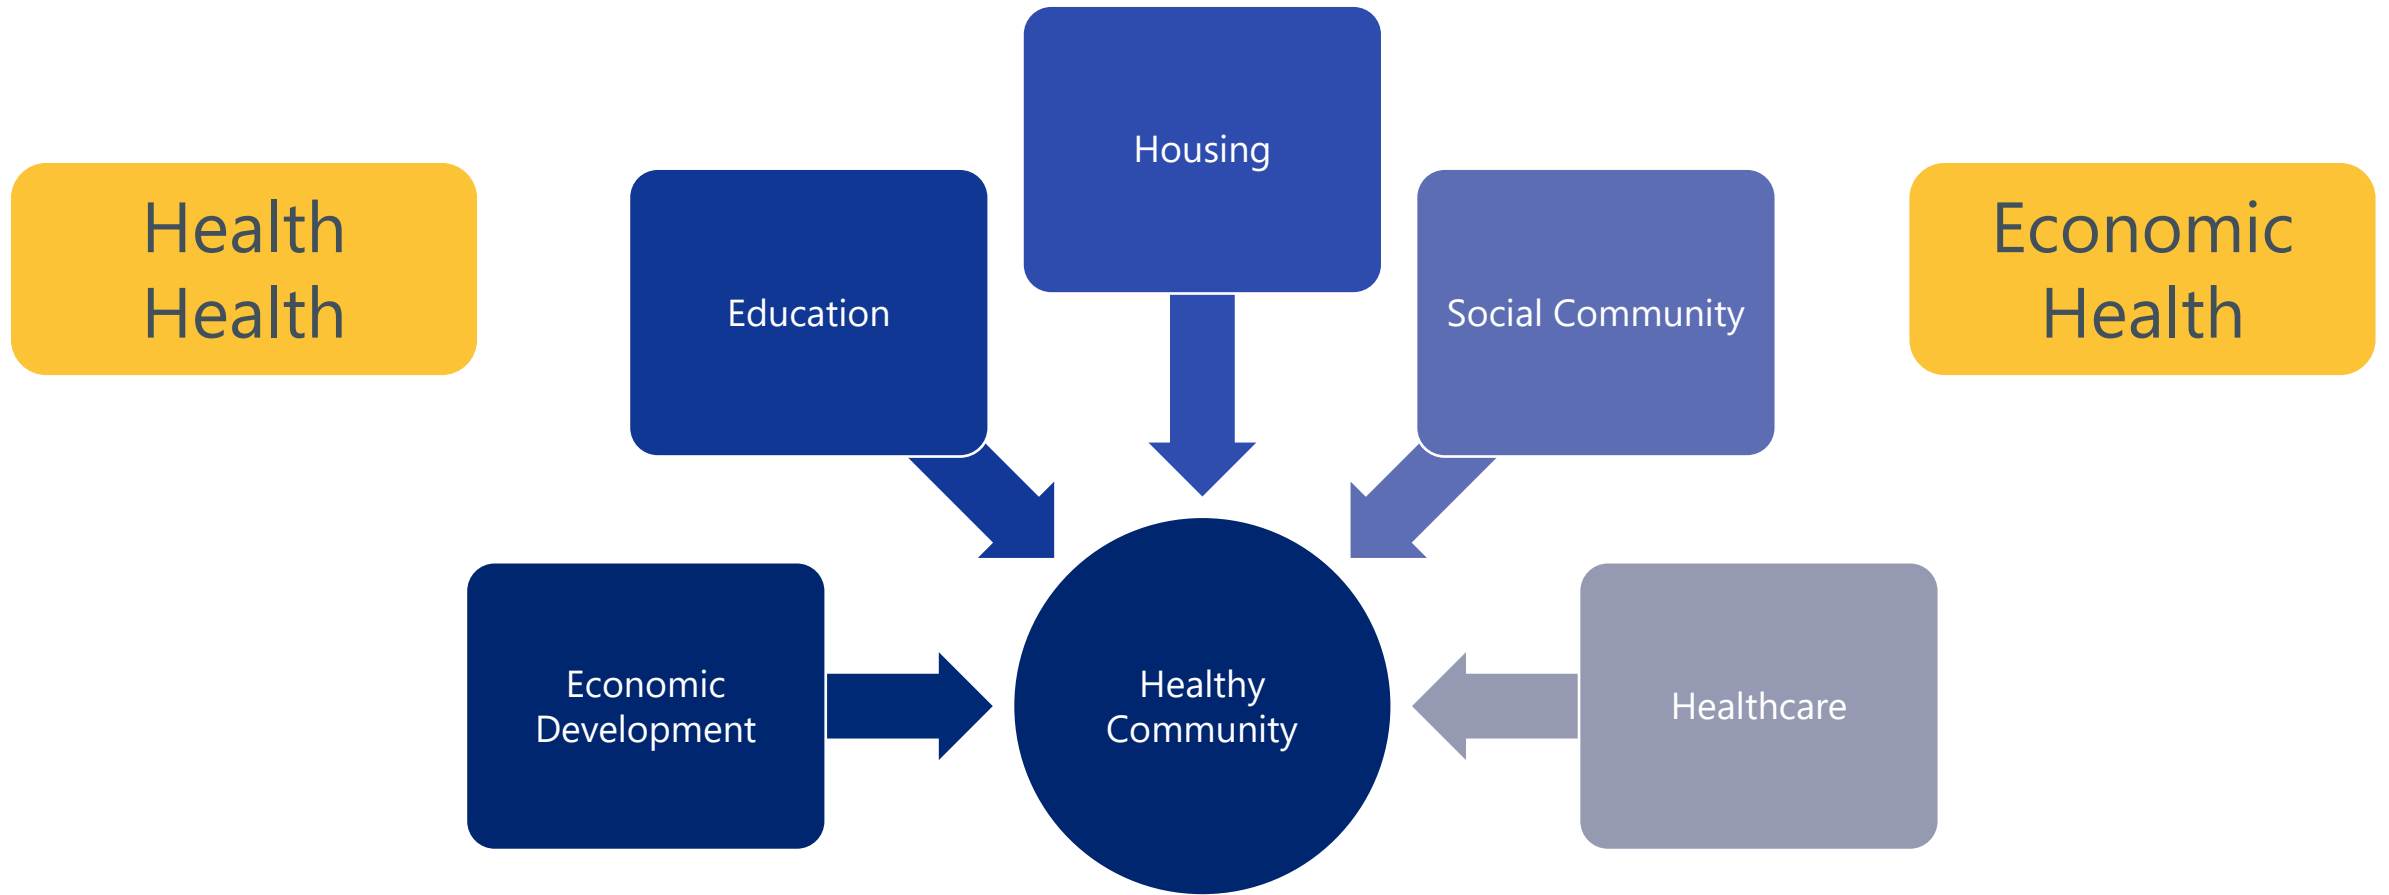 Housing
Health
Health
Education
Social Community
Economic
Health
Economic
Development
Healthy
Community
Healthcare